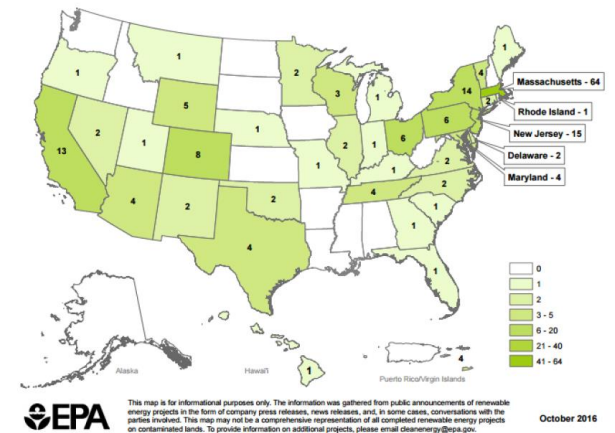 1
1
2
4
1
Massachusetts - 64
5
3
1
14
2
Rhode Island - 1
13
2
1
8
1
2
1
6
6
New Jersey - 15
Delaware - 2
1
1
2
Maryland - 4
4
2
2
4
2
4
1
1
1
0
1
2
3 - 5
6 - 20
21 - 40
41 - 64
1
4
Alaska
Hawai'i
Puerto Rico/Virgin Islands
EPA
This map is for informational purposes only. The information was gathered from public announcements of renewable
energy projects in the form of company press releases, news releases, and, in some cases, conversations with the
parties involved. This map may not be a comprehensive representation of all completed renewable energy projects
on contaminated lands. To provide information on additional projects, please email cleanenergy@epa.gov.
October 2016